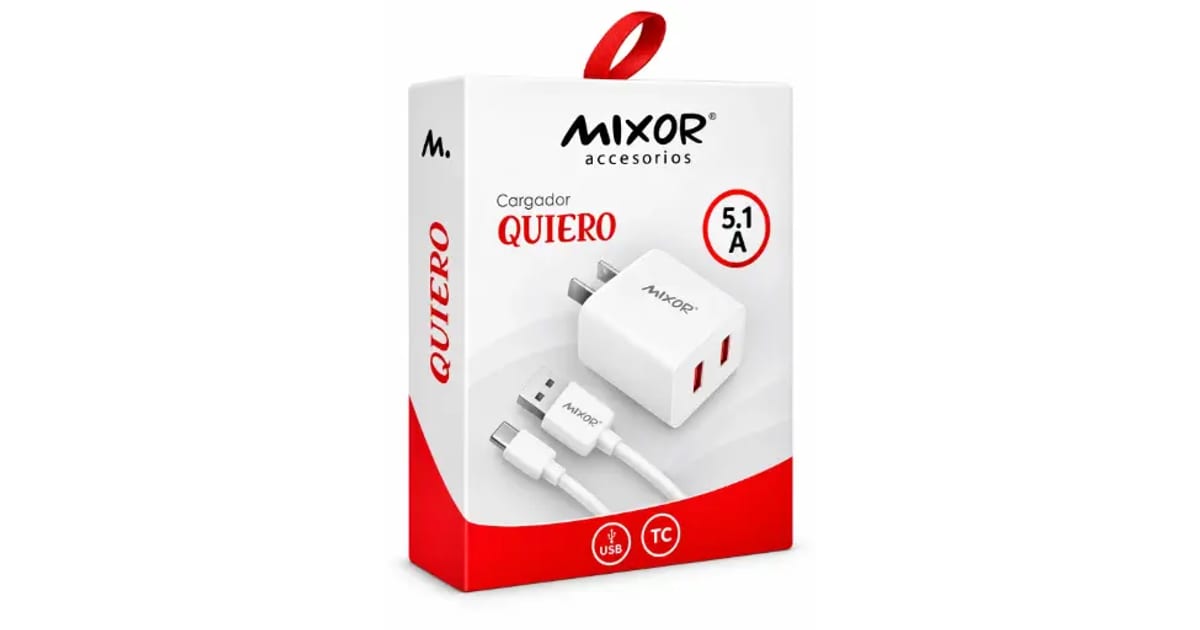 M.
QUIERO
MIXOR®
accesorios
Cargador
QUIERO
5.1
A
MIXOR®
MIXOR®
USB
TC